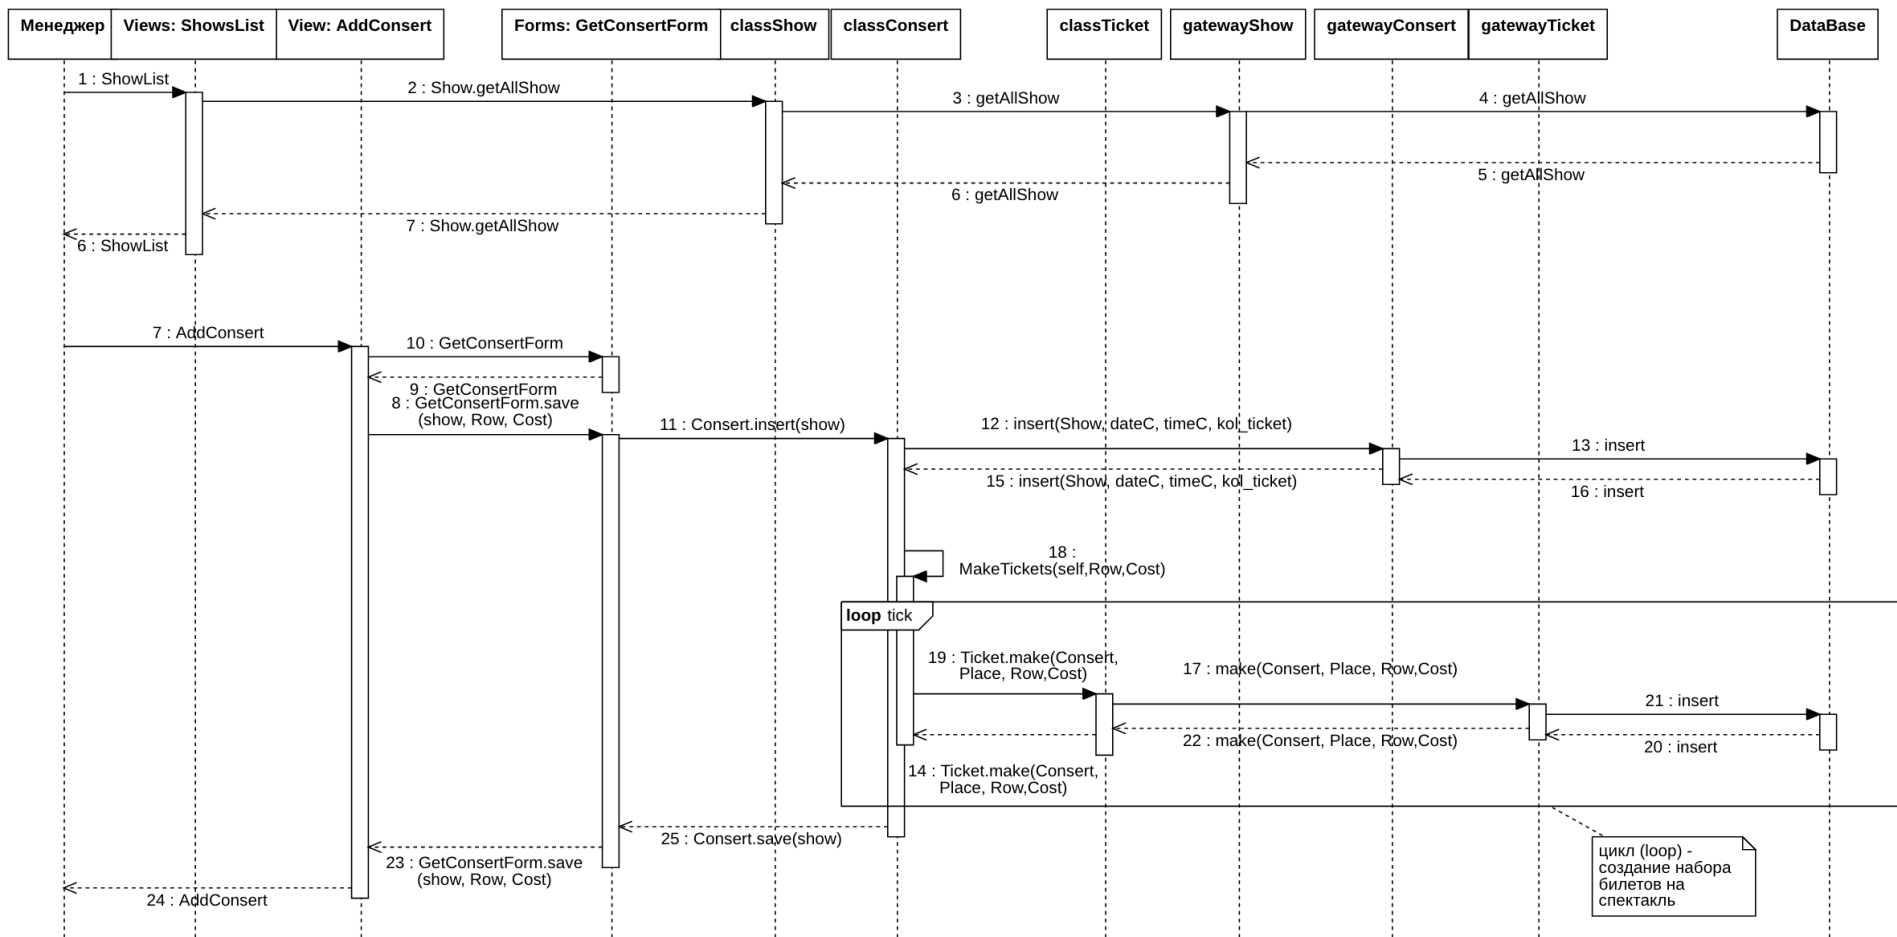 Менеджер
Views: ShowsList
View: AddConsert
Forms: GetConsertForm
classShow
classConsert
classTicket
gatewayShow
gatewayConsert
gatewayTicket
DataBase
1 : ShowList
2 : Show.getAllShow
3 : getAllShow
4 : getAllShow
5 : getAllShow
6 : getAllShow
7 : Show.getAllShow
6 : ShowList
7 : AddConsert
10 : GetConsertForm
9 : GetConsertForm
8 : GetConsertForm.save
(show, Row, Cost)
11 : Consert.insert(show)
12 : insert(Show, dateC, timeC, kol_ticket)
13 : insert
15 : insert(Show, dateC, timeC, kol_ticket)
16 : insert
18 :
MakeTickets(self,Row,Cost)
loop tick
19 : Ticket.make(Consert,
Place, Row,Cost)
17 : make(Consert, Place, Row,Cost)
21 : insert
22 : make(Consert, Place, Row,Cost)
20 : insert
14 : Ticket.make(Consert,
Place, Row,Cost)
25 : Consert.save(show)
23 : GetConsertForm.save
(show, Row, Cost)
24 : AddConsert
цикл (loop) -
создание набора
билетов на
спектакль